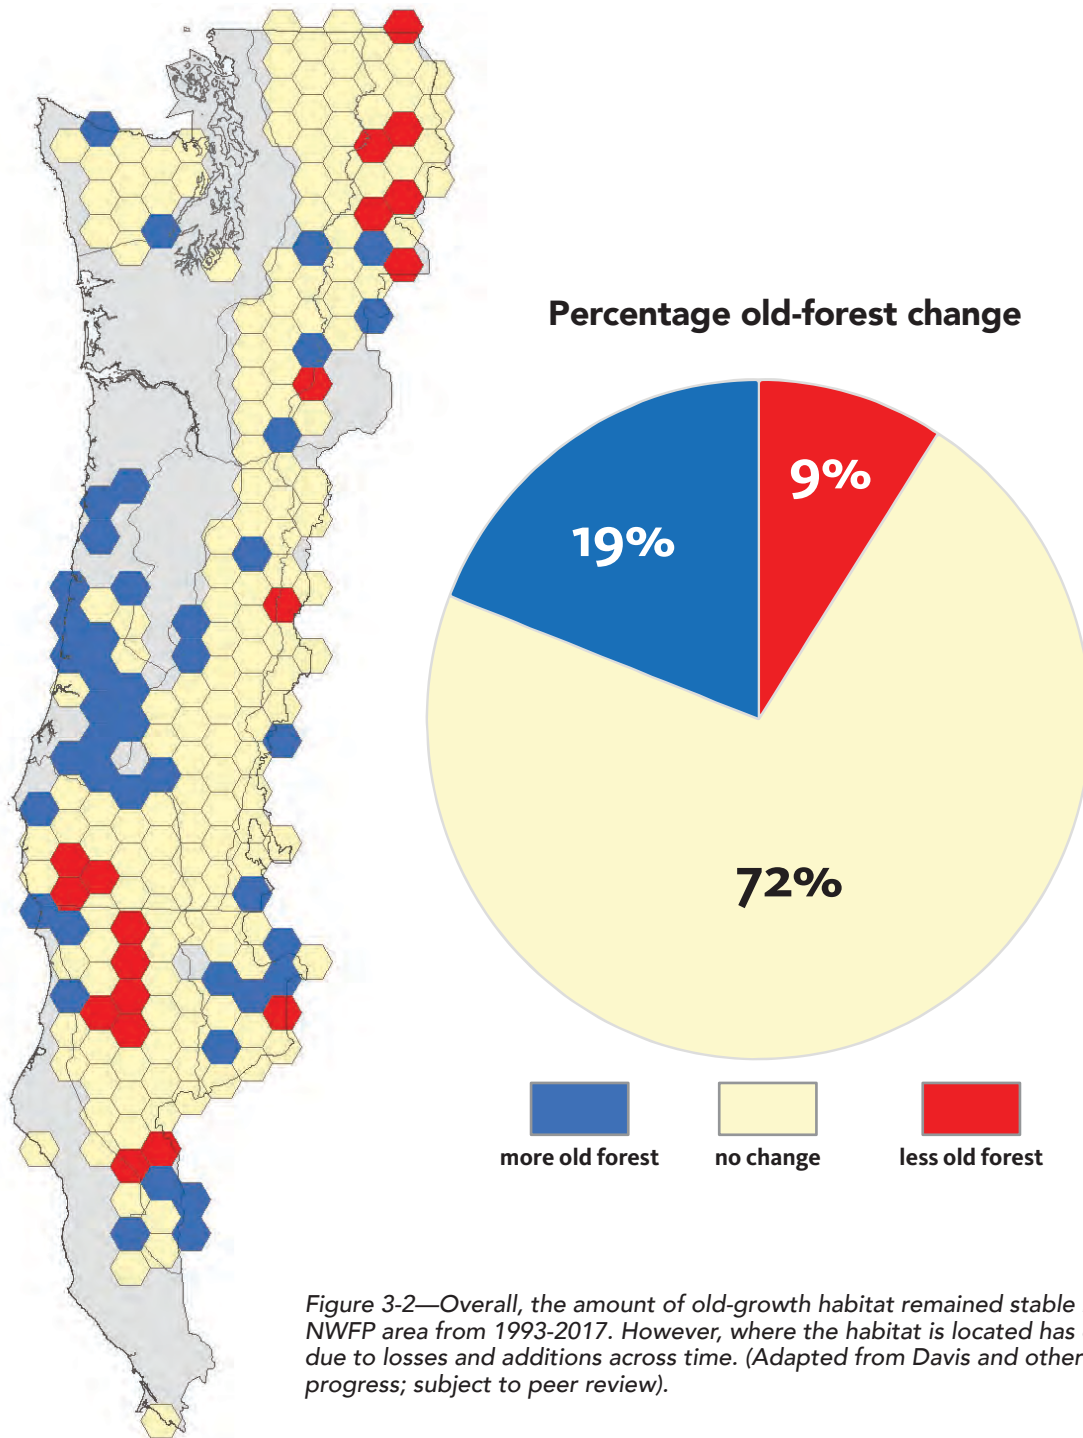 Percentage old-forest change
9%
19%
72%
more old forest
no change
less old forest
Figure 3-2—Overall, the amount of old-growth habitat remained stable
NWFP area from 1993-2017. However, where the habitat is located has
due to losses and additions across time. (Adapted from Davis and other
progress; subject to peer review).